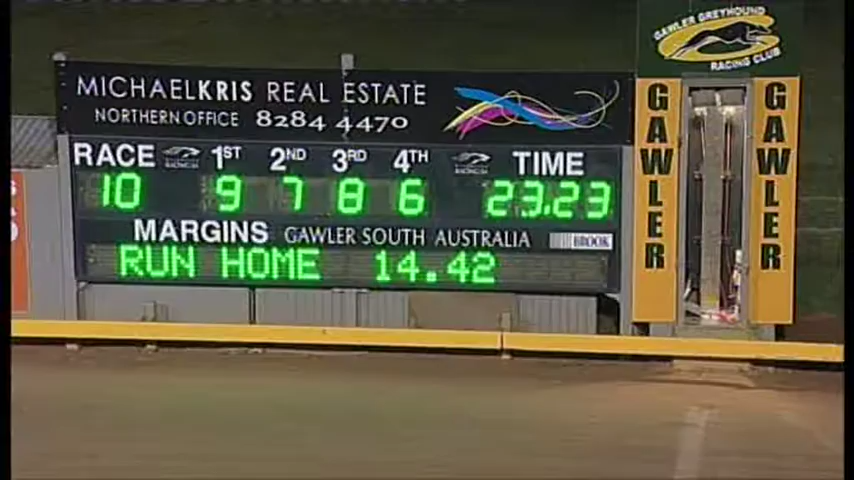 GAWLER GREYHOUND
RACING CLUB
MICHAELKRIS REAL ESTATE
NORTHERN OFFICE 8284 4470
RACE 1ST 2ND 3RD 4TH TIME
10 9 7 8 6 23.23
MARGINS GAWLER SOUTH AUSTRALIA BROOK
RUN HOME 14.42
GAWLER
GAWLER